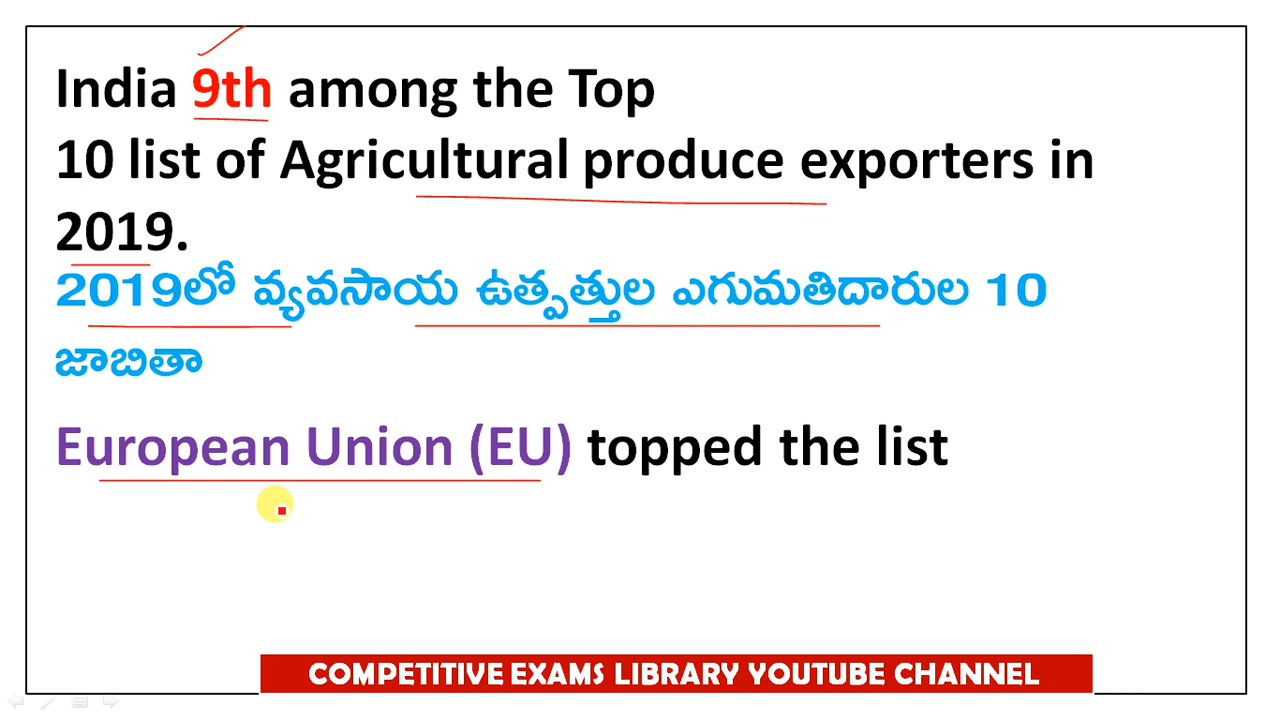 India 9th among the Top
10 list of Agricultural produce exporters in
2019.
2019లో వ్యవసాయ ఉత్పత్తుల ఎగుమతిదారుల 10
జాబితా
European Union (EU) topped the list
COMPETITIVE EXAMS LIBRARY YOUTUBE CHANNEL